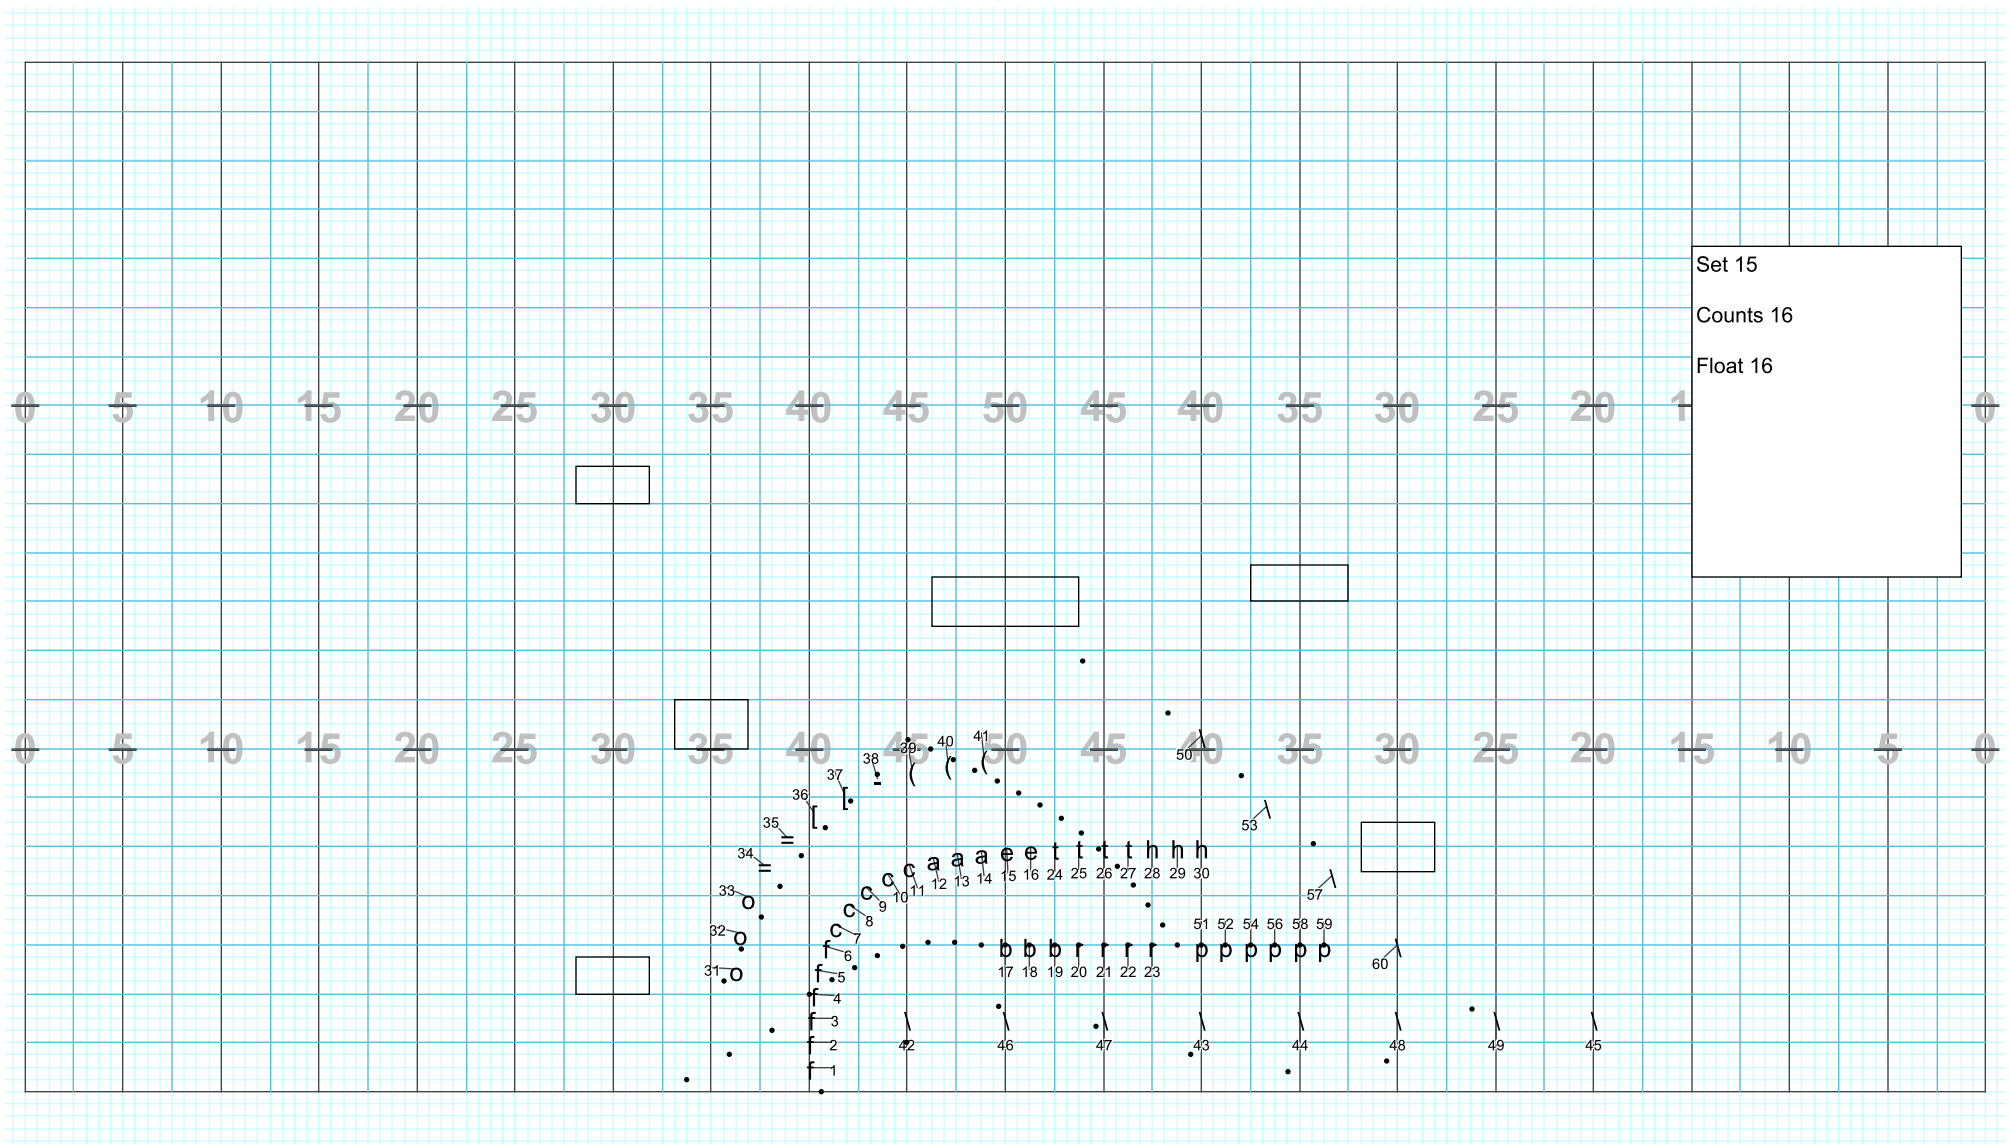 Set 15
Counts 16
Float 16
0 5 10 15 20 25 30 35 40 45 50 45 40 35 30 25 20 1 0
0 5 10 15 20 25 30 35 40 45 50 45 40 35 30 25 20 15 10 5 0
38 39 40 41 50
- ( ( ( λ
36 37 53
[ [ λ
34 35
= =
31 32 33 57
o o o λ
c c c c c a a a e e t t t t h h h
7 8 9 10 11 12 13 14 15 16 24 25 26 27 28 29 30
51 52 54 56 58 59
f b b b r r r r p p p p p p λ
6 17 18 19 20 21 22 23 60
f 5
f 4
f 3 \ \ \ \ \ \ \ \
f 2 42 46 47 43 44 48 49 45
f 1